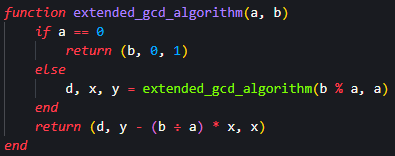 function extended_gcd_algorithm(a, b)
    if a == 0
        return (b, 0, 1)
    else
        d, x, y = extended_gcd_algorithm(b % a, a)
    end
    return (d, y - (b ÷ a) * x, x)
end